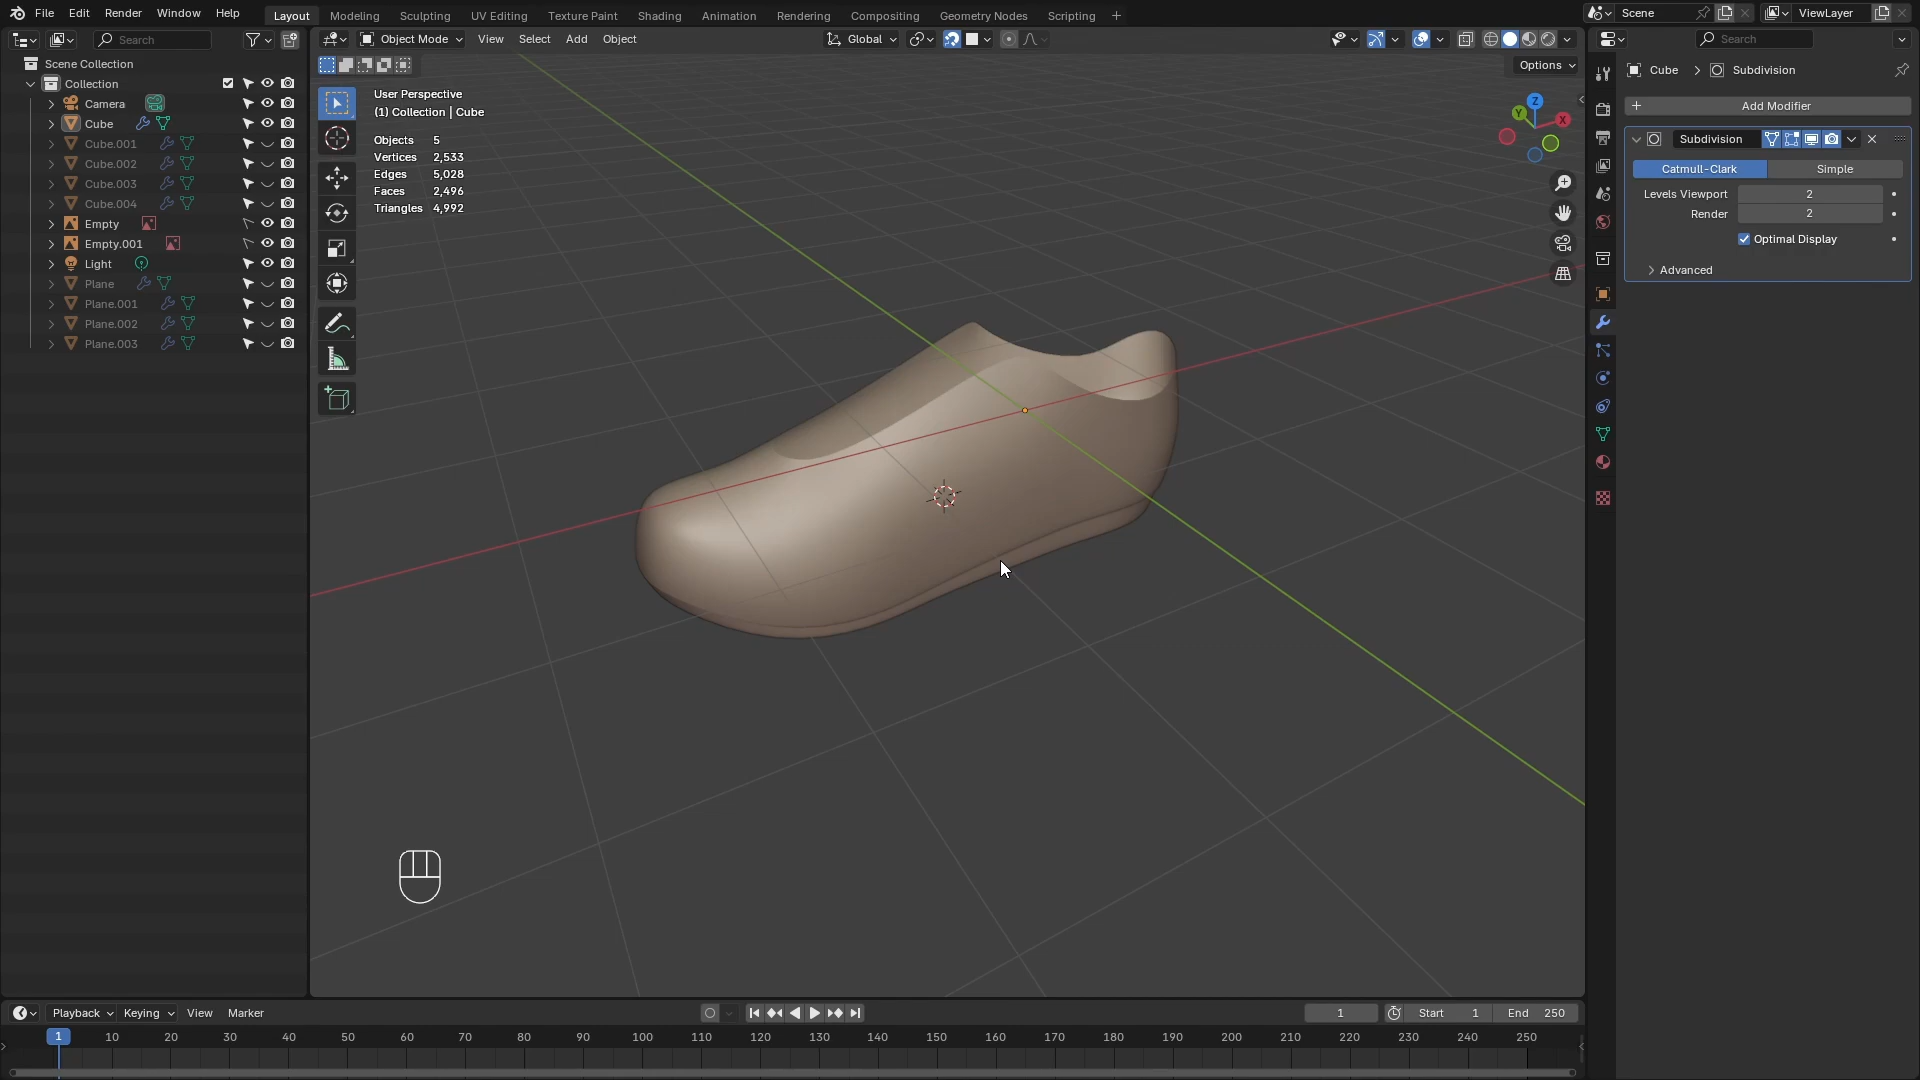 File Edit Render Window Help
Layout Modeling Sculpting UV Editing Texture Paint Shading Animation Rendering Compositing Geometry Nodes Scripting
Scene
ViewLayer
Search
Object Mode View Select Add Object
Global
Search
Options
Scene Collection
Collection
Camera
Cube
Cube.001
Cube.002
Cube.003
Cube.004
Empty
Empty.001
Light
Plane
Plane.001
Plane.002
Plane.003
User Perspective
(1) Collection | Cube
Objects 5
Vertices 2,533
Edges 5,028
Faces 2,496
Triangles 4,992
Z
Y
X
Cube Subdivision
Add Modifier
Subdivision
Catmull-Clark Simple
Levels Viewport 2
Render 2
Optimal Display
Advanced
Playback Keying View Marker
1 Start 1 End 250
1 10 20 30 40 50 60 70 80 90 100 110 120 130 140 150 160 170 180 190 200 210 220 230 240 250